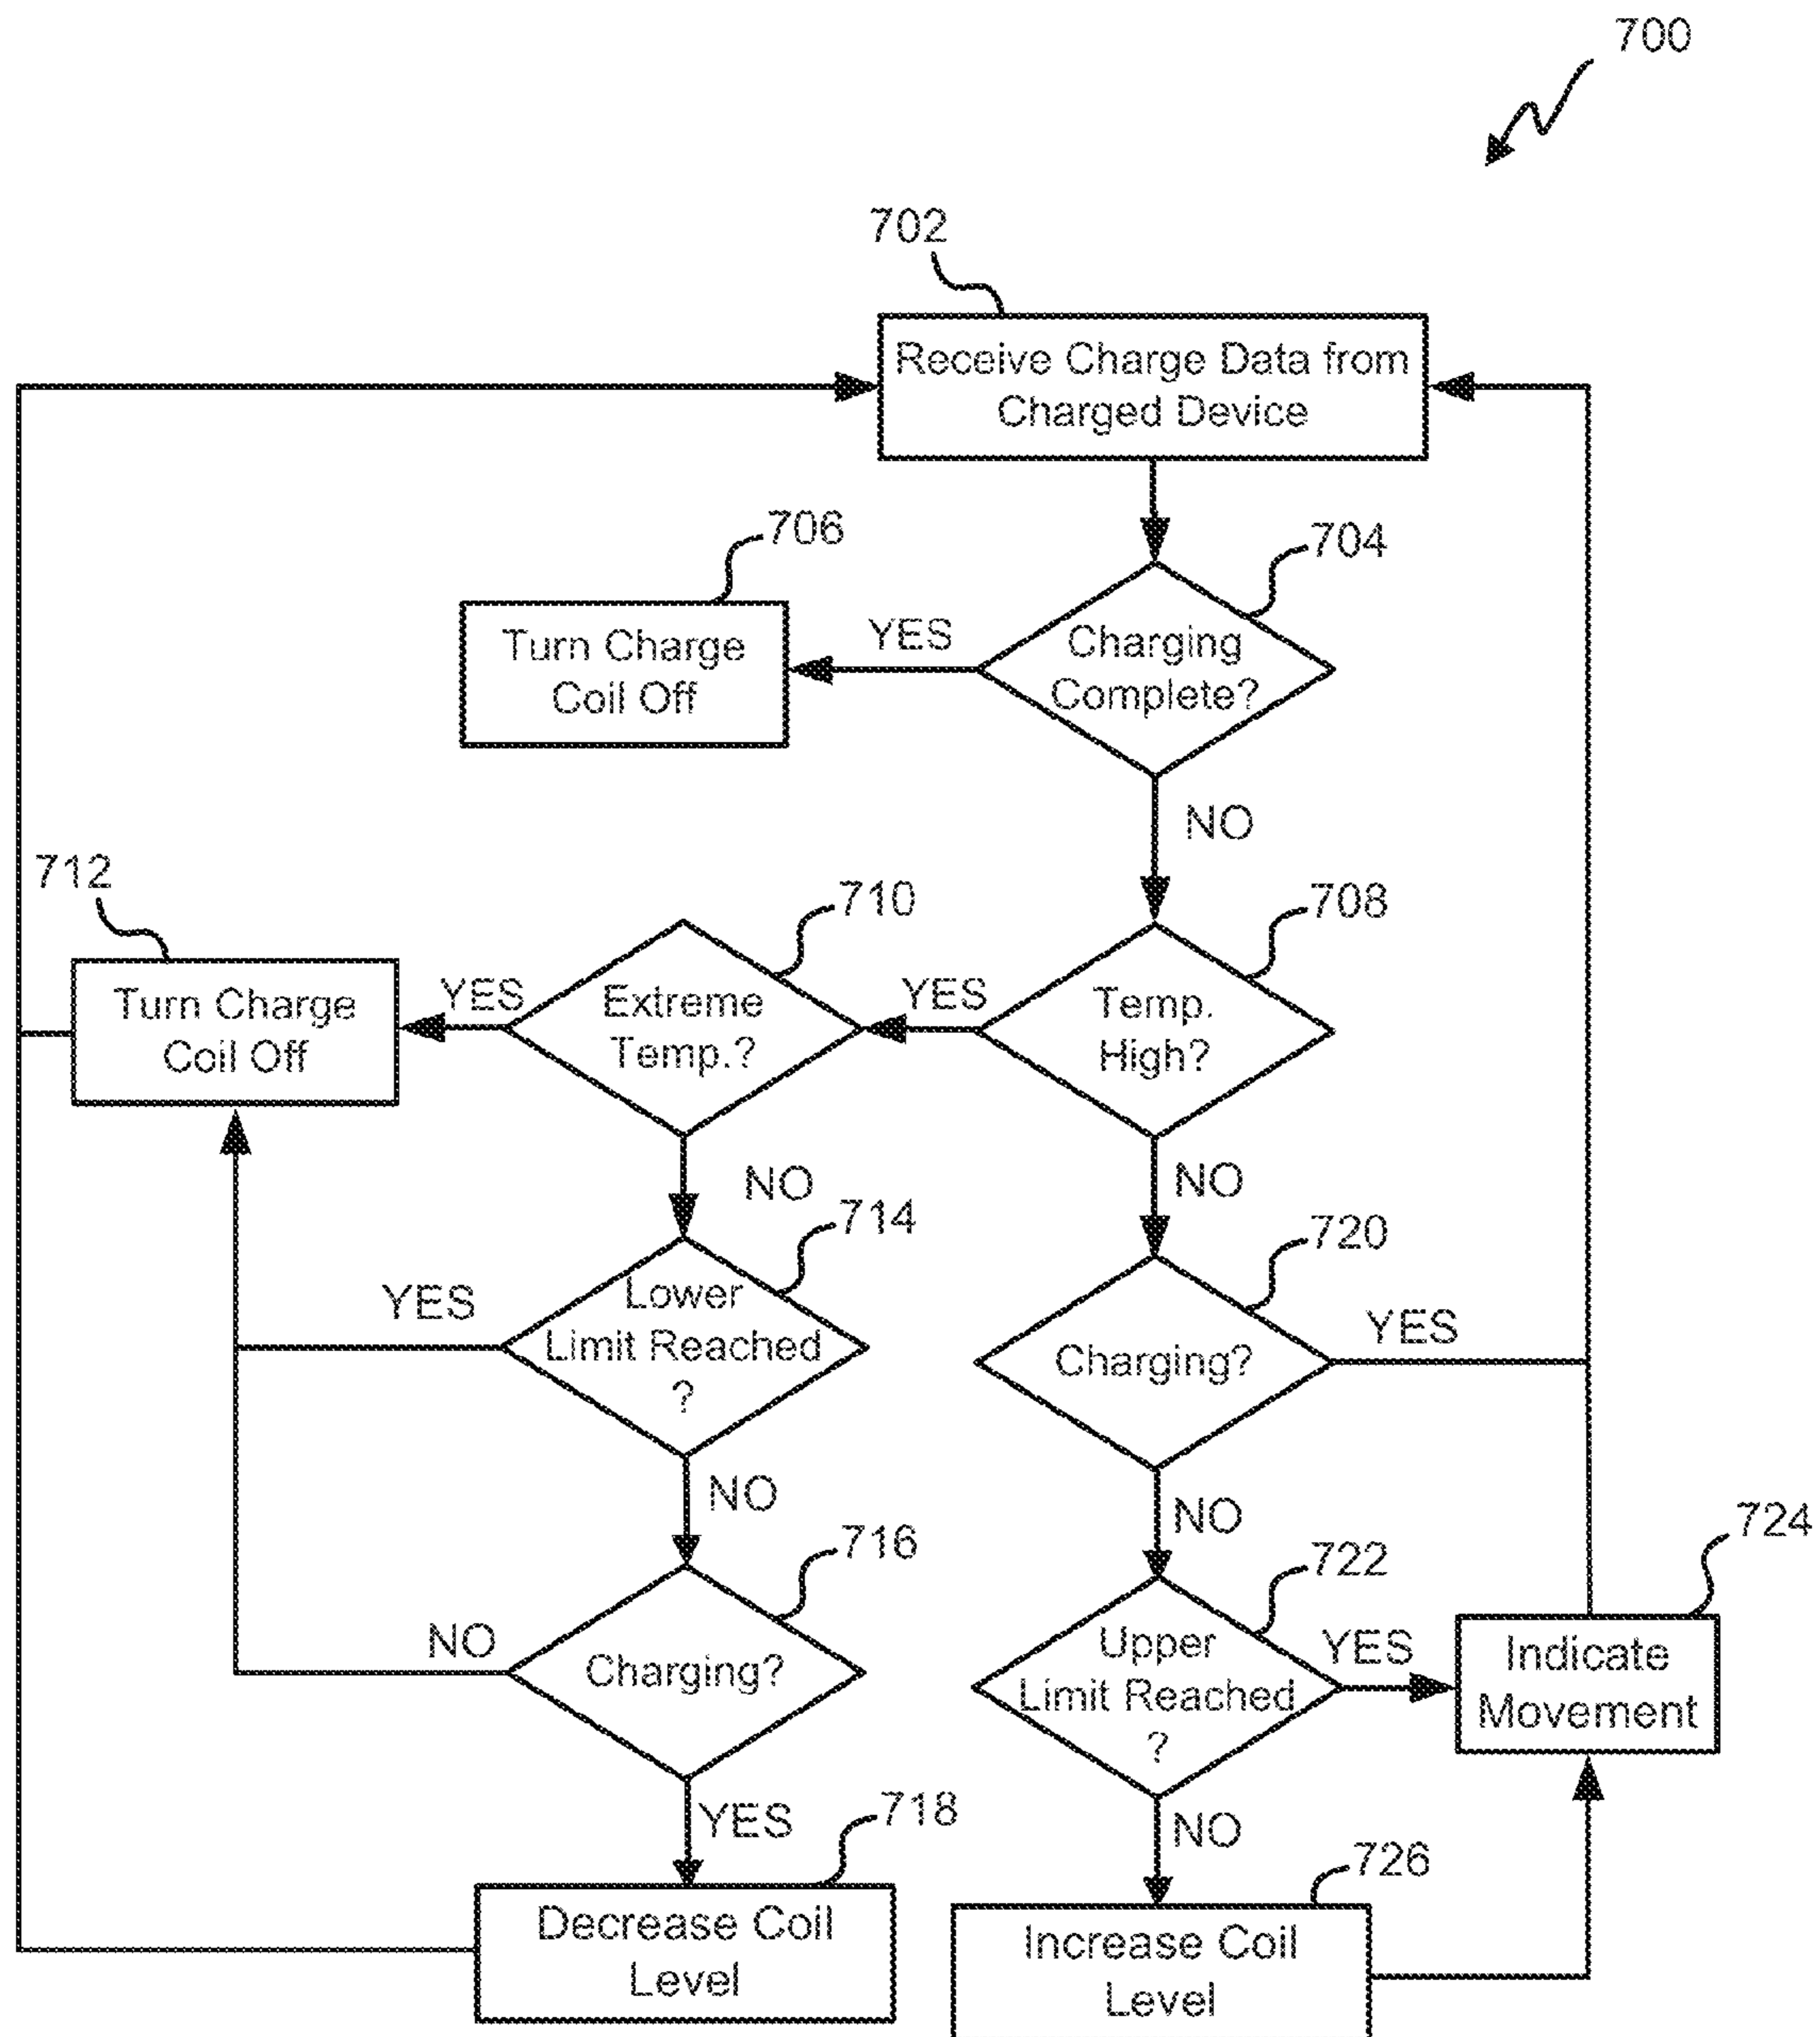 700
702
Receive Charge Data from
Charged Device
706
704
Turn Charge
Coil Off
YES
Charging
Complete?
NO
712
710
708
Turn Charge
Coil Off
YES
Extreme
Temp.?
YES
Temp.
High?
NO
NO
714
720
YES
Lower
Limit Reached
?
Charging?
YES
NO
NO
716
722
724
NO
Charging?
Upper
Limit Reached
?
YES
Indicate
Movement
YES
718
NO
726
Decrease Coil
Level
Increase Coil
Level